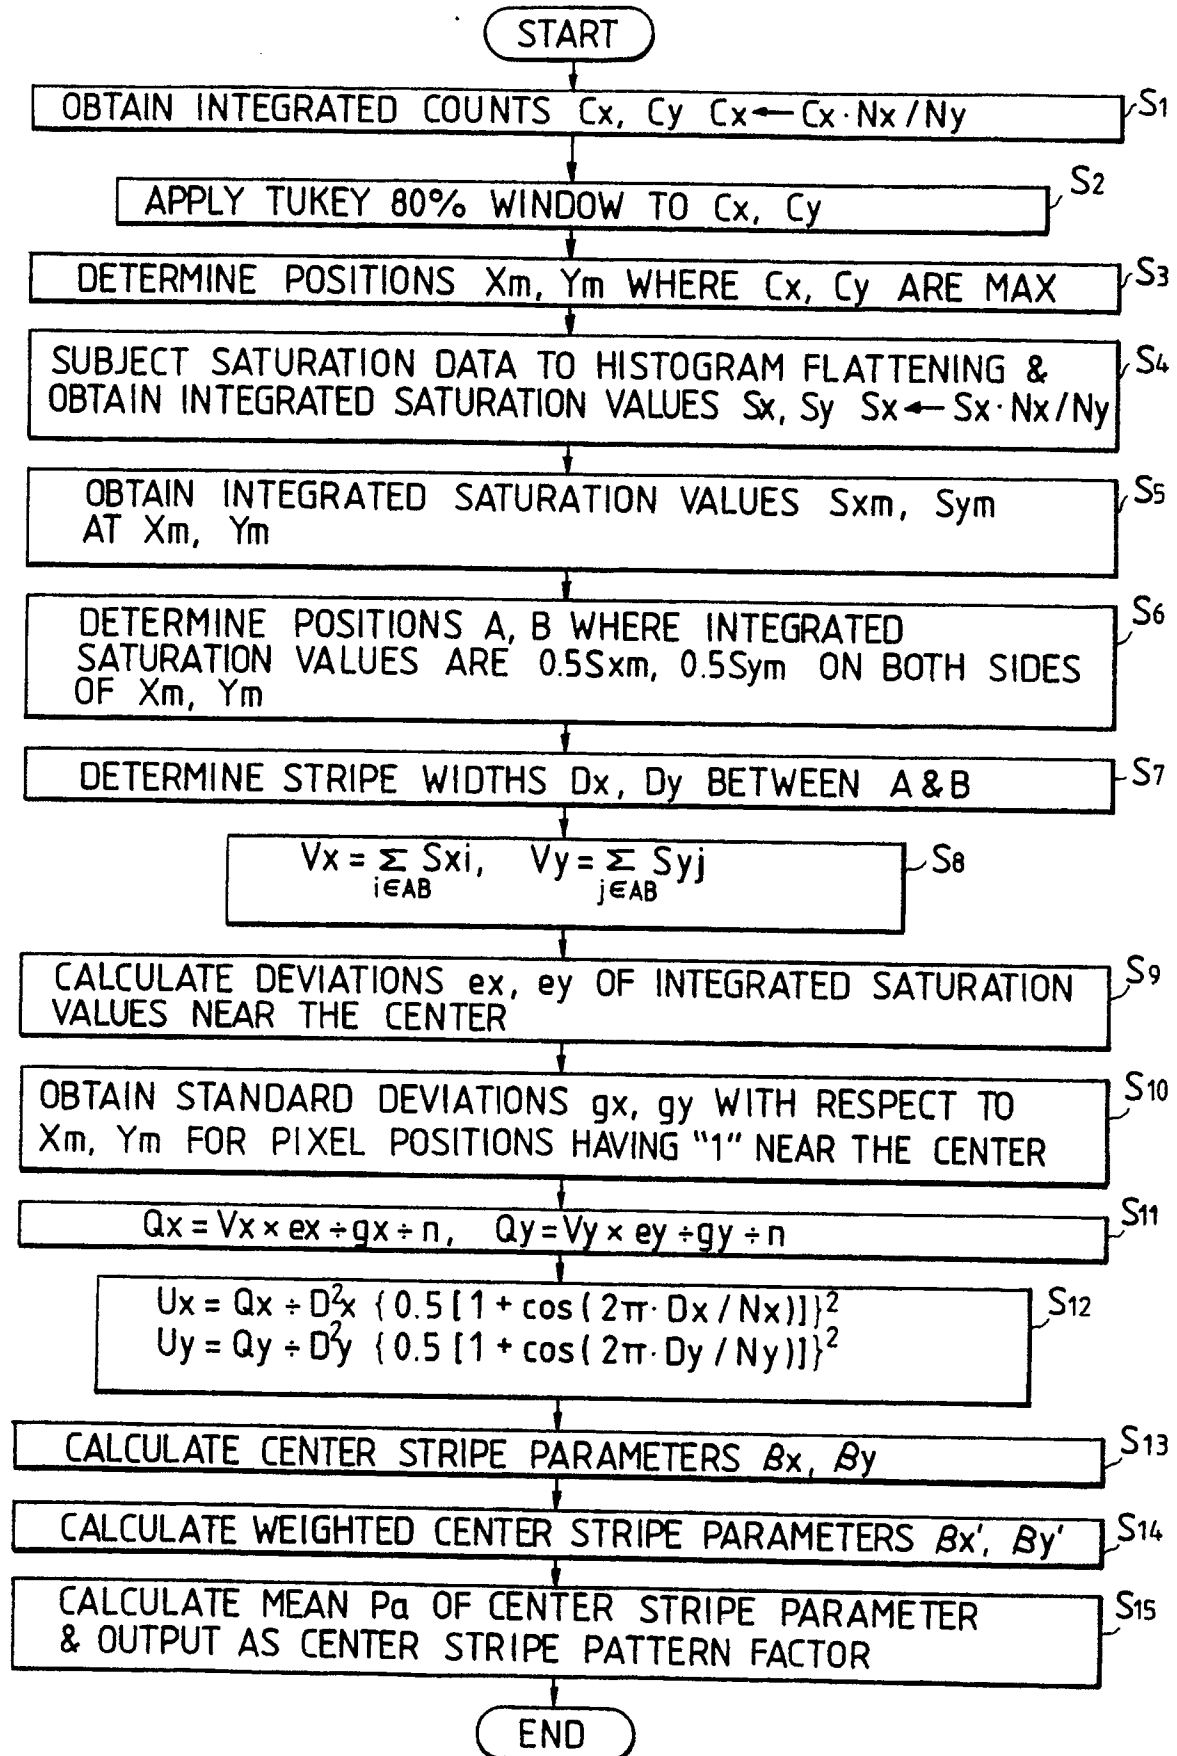 START
OBTAIN INTEGRATED COUNTS Cx, Cy Cx←Cx·Nx/Ny
S1
APPLY TUKEY 80% WINDOW TO Cx, Cy
S2
DETERMINE POSITIONS Xm, Ym WHERE Cx, Cy ARE MAX
S3
SUBJECT SATURATION DATA TO HISTOGRAM FLATTENING &
OBTAIN INTEGRATED SATURATION VALUES Sx, Sy Sx←Sx·Nx/Ny
S4
OBTAIN INTEGRATED SATURATION VALUES Sxm, Sym
AT Xm, Ym
S5
DETERMINE POSITIONS A, B WHERE INTEGRATED
SATURATION VALUES ARE 0.5Sxm, 0.5Sym ON BOTH SIDES
OF Xm, Ym
S6
DETERMINE STRIPE WIDTHS Dx, Dy BETWEEN A & B
S7
Vx = Σ Sxi, Vy = Σ Syj
i∈AB j∈AB
S8
CALCULATE DEVIATIONS ex, ey OF INTEGRATED SATURATION
VALUES NEAR THE CENTER
S9
OBTAIN STANDARD DEVIATIONS gx, gy WITH RESPECT TO
Xm, Ym FOR PIXEL POSITIONS HAVING "1" NEAR THE CENTER
S10
Qx = Vx × ex ÷ gx ÷ n, Qy = Vy × ey ÷ gy ÷ n
S11
Ux = Qx ÷ D²x {0.5[1 + cos(2π·Dx/Nx)]}²
Uy = Qy ÷ D²y {0.5[1 + cos(2π·Dy/Ny)]}²
S12
CALCULATE CENTER STRIPE PARAMETERS βx, βy
S13
CALCULATE WEIGHTED CENTER STRIPE PARAMETERS βx', βy'
S14
CALCULATE MEAN Pa OF CENTER STRIPE PARAMETER
& OUTPUT AS CENTER STRIPE PATTERN FACTOR
S15
END